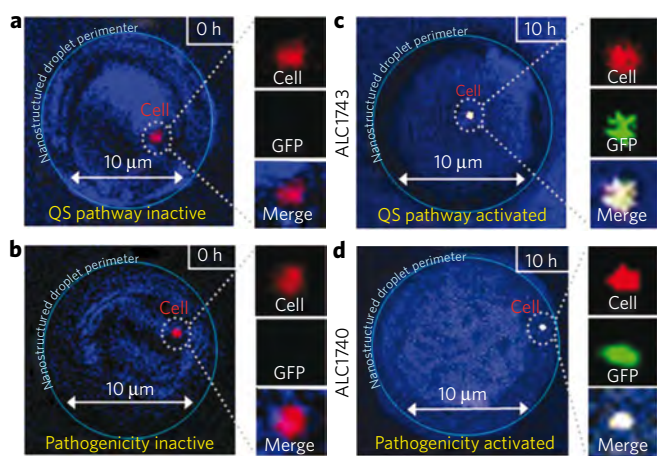 a
0 h
Nanostructured droplet perimeter
Cell
10 µm
QS pathway inactive
Cell
GFP
Merge
ALC1743
c
10 h
Nanostructured droplet perimeter
Cell
10 µm
QS pathway activated
Cell
GFP
Merge
b
0 h
Nanostructured droplet perimeter
Cell
10 µm
Pathogenicity inactive
Cell
GFP
Merge
ALC1740
d
10 h
Nanostructured droplet perimeter
Cell
10 µm
Pathogenicity activated
Cell
GFP
Merge